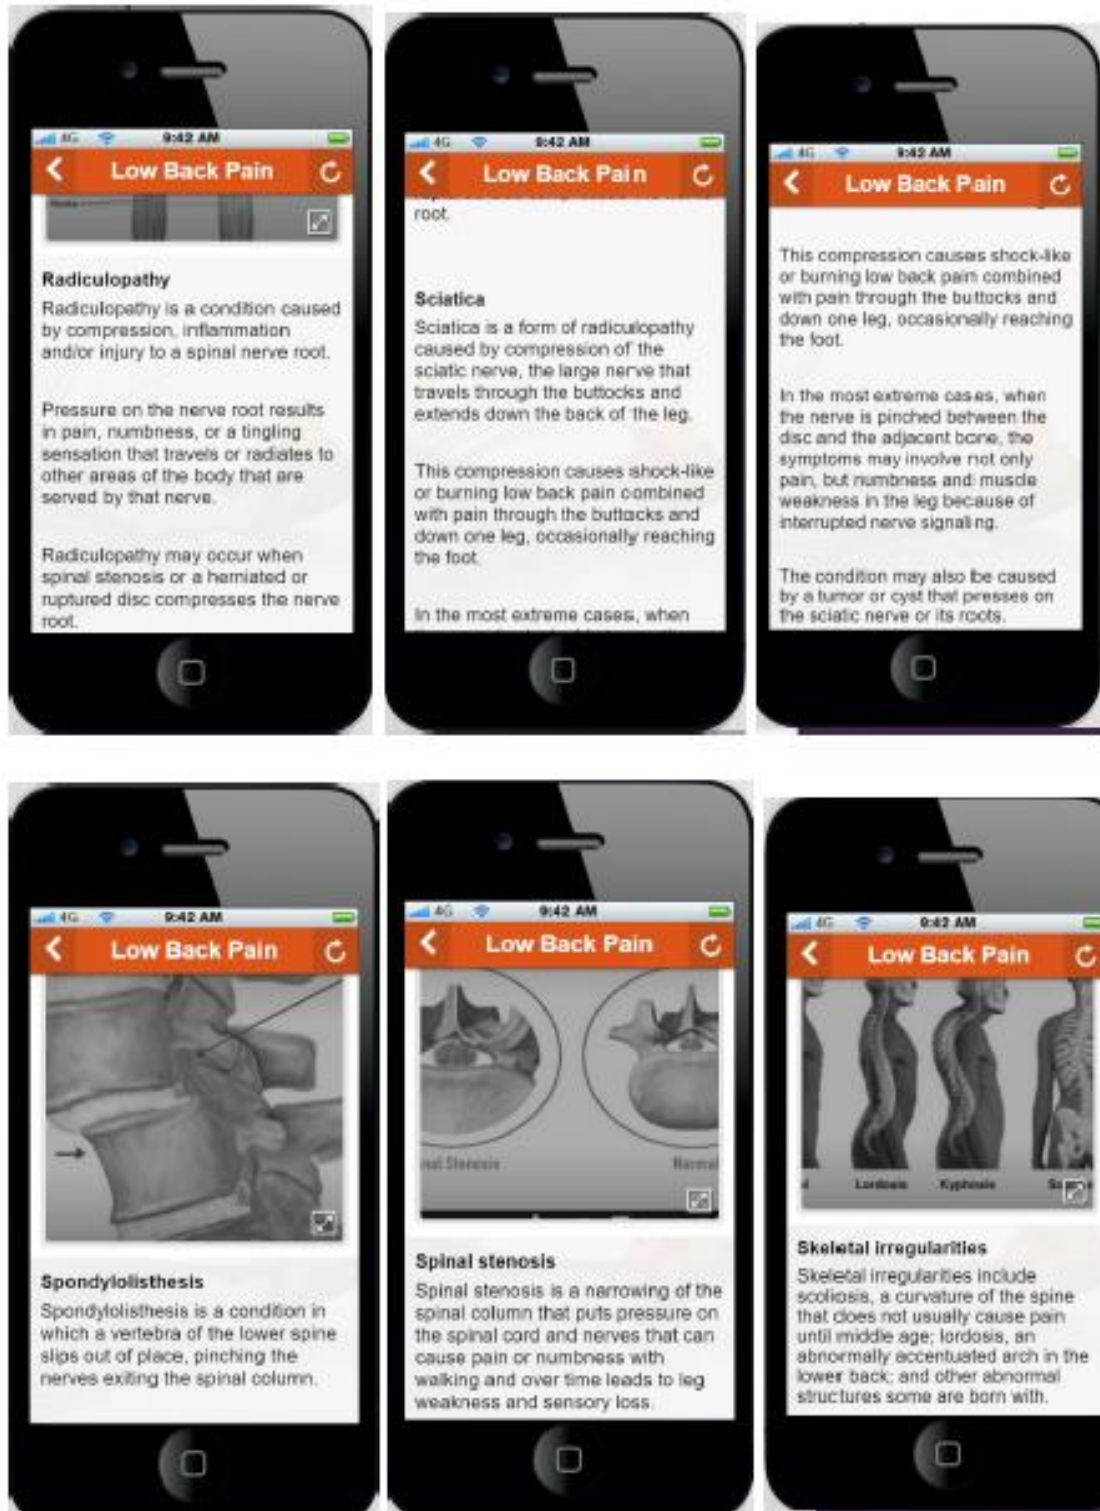 4G 9:42 AM
Low Back Pain
Radiculopathy
Radiculopathy is a condition caused
by compression, inflammation
and/or injury to a spinal nerve root.
Pressure on the nerve root results
in pain, numbness, or a tingling
sensation that travels or radiates to
other areas of the body that are
served by that nerve.
Radiculopathy may occur when
spinal stenosis or a herniated or
ruptured disc compresses the nerve
root.
4G 9:42 AM
Low Back Pain
root.
Sciatica
Sciatica is a form of radiculopathy
caused by compression of the
sciatic nerve, the large nerve that
travels through the buttocks and
extends down the back of the leg.
This compression causes shock-like
or burning low back pain combined
with pain through the buttocks and
down one leg, occasionally reaching
the foot.
In the most extreme cases, when
4G 9:42 AM
Low Back Pain
This compression causes shock-like
or burning low back pain combined
with pain through the buttocks and
down one leg, occasionally reaching
the foot.
In the most extreme cases, when
the nerve is pinched between the
disc and the adjacent bone, the
symptoms may involve not only
pain, but numbness and muscle
weakness in the leg because of
interrupted nerve signaling.
The condition may also be caused
by a tumor or cyst that presses on
the sciatic nerve or its roots.
4G 9:42 AM
Low Back Pain
Spondylolisthesis
Spondylolisthesis is a condition in
which a vertebra of the lower spine
slips out of place, pinching the
nerves exiting the spinal column.
4G 9:42 AM
Low Back Pain
nal Stenosis Normal
Spinal stenosis
Spinal stenosis is a narrowing of the
spinal column that puts pressure on
the spinal cord and nerves that can
cause pain or numbness with
walking and over time leads to leg
weakness and sensory loss.
4G 9:42 AM
Low Back Pain
Lordosis Kyphosis
Skeletal irregularities
Skeletal irregularities include
scoliosis, a curvature of the spine
that does not usually cause pain
until middle age; lordosis, an
abnormally accentuated arch in the
lower back; and other abnormal
structures some are born with.